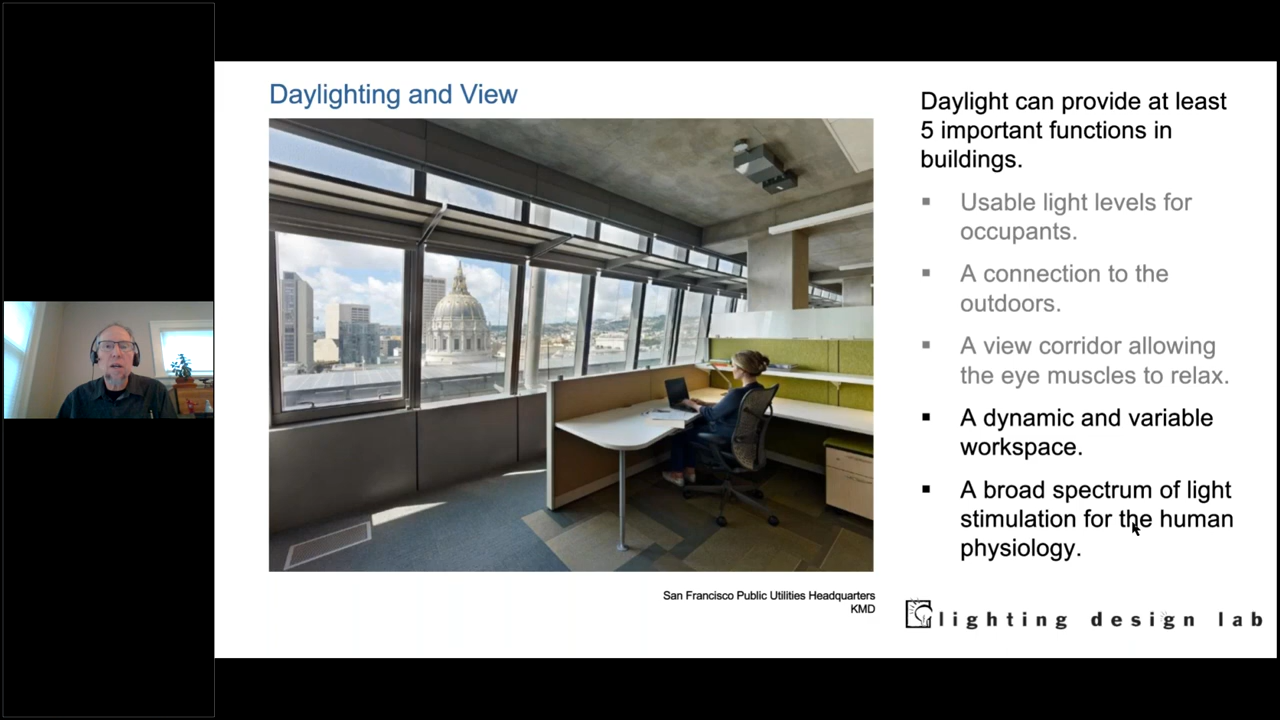 Daylighting and View
Daylight can provide at least
5 important functions in
buildings.
▪ Usable light levels for
occupants.
▪ A connection to the
outdoors.
▪ A view corridor allowing
the eye muscles to relax.
▪ A dynamic and variable
workspace.
▪ A broad spectrum of light
stimulation for the human
physiology.
San Francisco Public Utilities Headquarters
KMD
lighting design lab